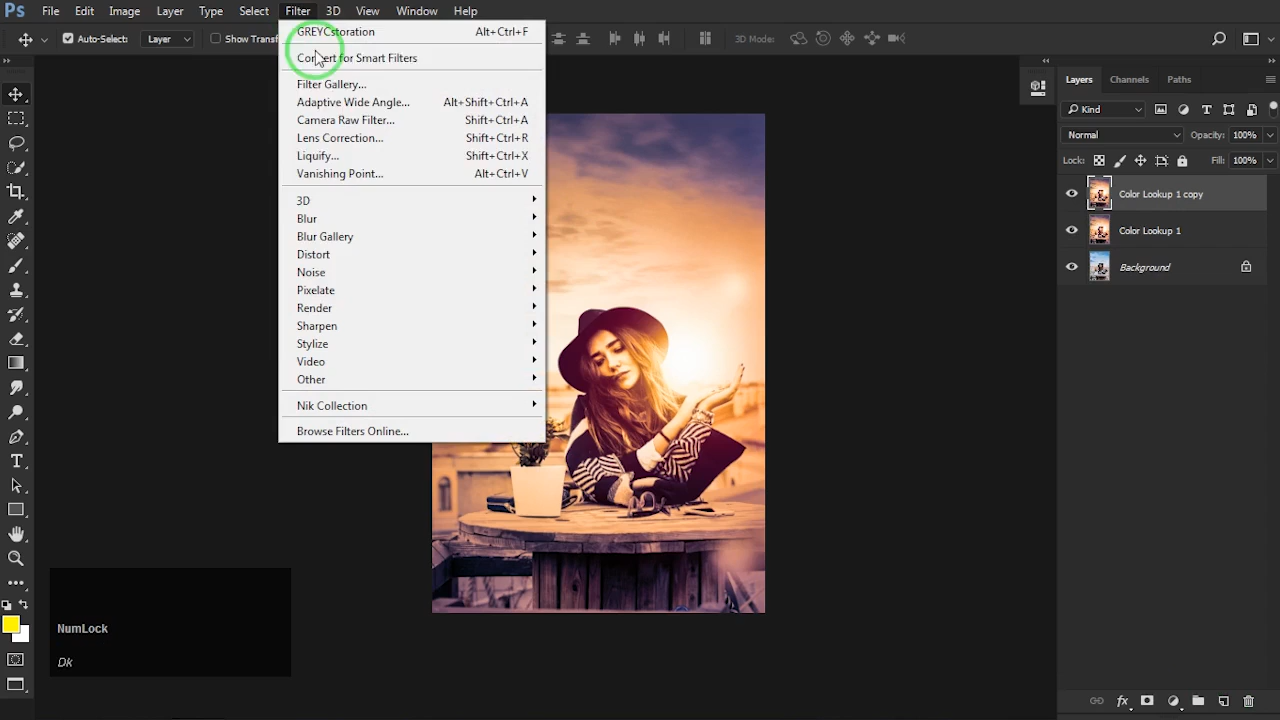 Ps File Edit Image Layer Type Select Filter 3D View Window Help
Auto-Select: Layer Show Transf 3D Mode:
GREYCstoration Alt+Ctrl+F
Convert for Smart Filters
Filter Gallery...
Adaptive Wide Angle... Alt+Shift+Ctrl+A
Camera Raw Filter... Shift+Ctrl+A
Lens Correction... Shift+Ctrl+R
Liquify... Shift+Ctrl+X
Vanishing Point... Alt+Ctrl+V
3D
Blur
Blur Gallery
Distort
Noise
Pixelate
Render
Sharpen
Stylize
Video
Other
Nik Collection
Browse Filters Online...
Layers Channels Paths
Kind
Normal Opacity: 100%
Lock: Fill: 100%
Color Lookup 1 copy
Color Lookup 1
Background
NumLock
Dk